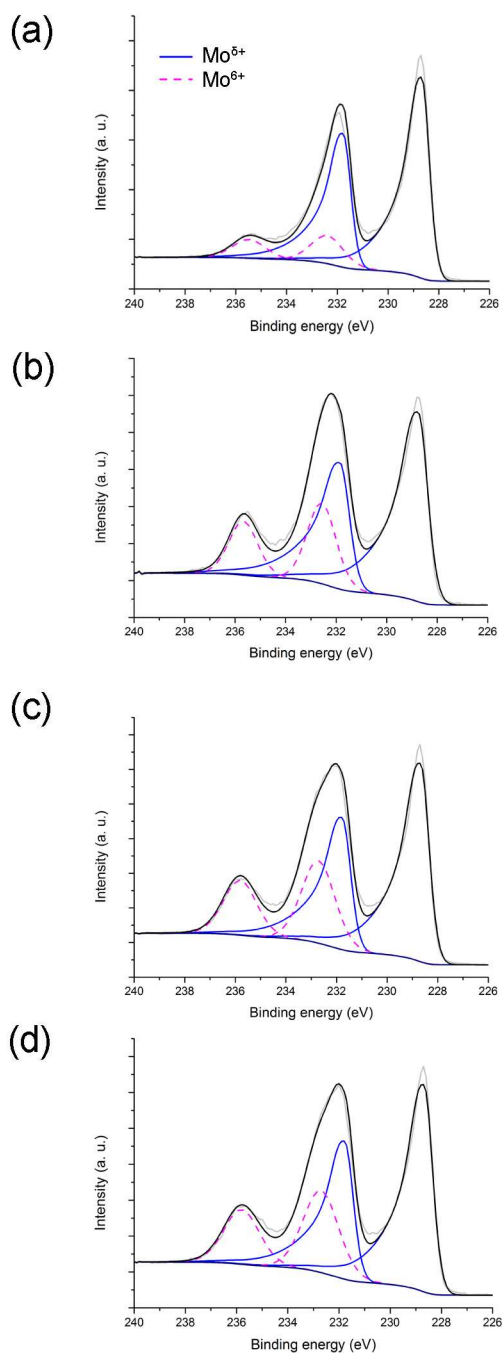 (a)
Mo^δ+
Mo^6+
Intensity (a. u.)
240 238 236 234 232 230 228 226
Binding energy (eV)
(b)
Intensity (a. u.)
240 238 236 234 232 230 228 226
Binding energy (eV)
(c)
Intensity (a. u.)
240 238 236 234 232 230 228 226
Binding energy (eV)
(d)
Intensity (a. u.)
240 238 236 234 232 230 228 226
Binding energy (eV)